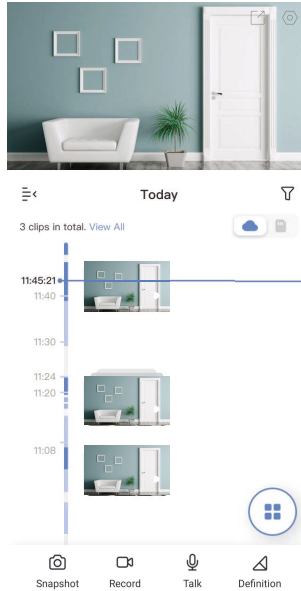 Today
3 clips in total. View All
11:45:21
11:40
11:30
11:24
11:20
11:08
Snapshot Record Talk Definition